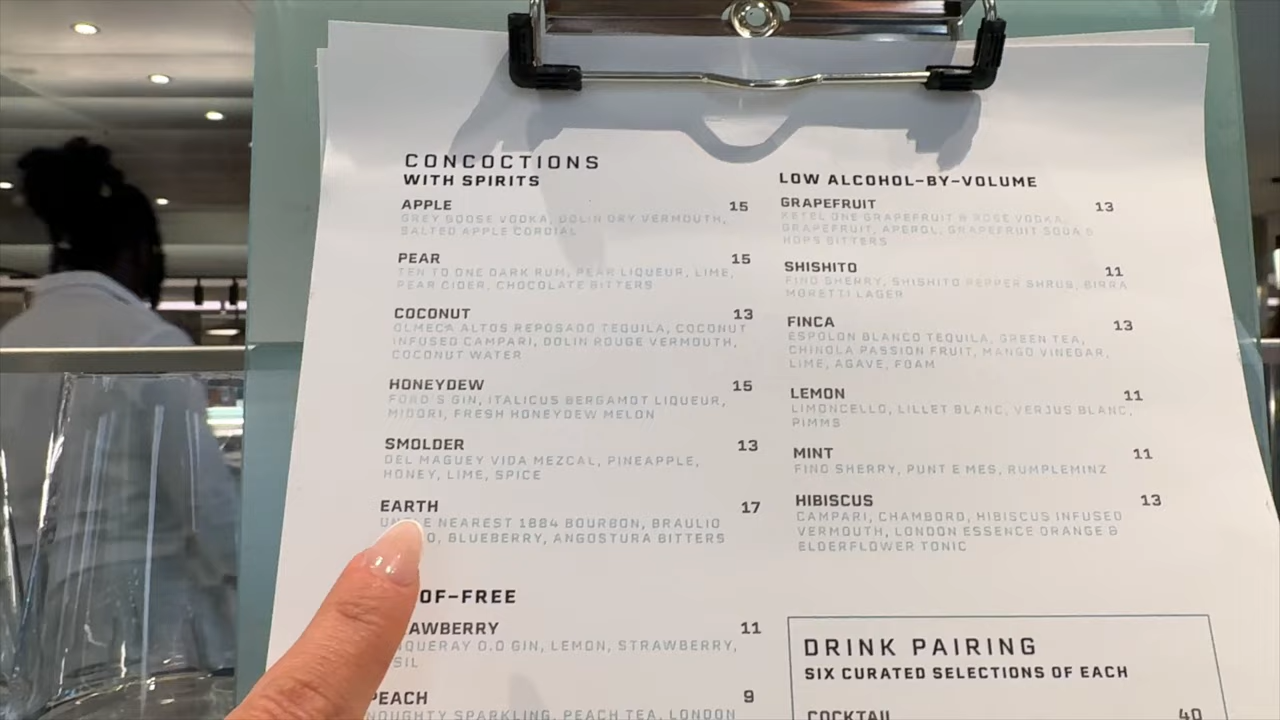 CONCOCTIONS
WITH SPIRITS
APPLE 15
GREY GOOSE VODKA, DOLIN DRY VERMOUTH,
SALTED APPLE CORDIAL
PEAR 15
TEN TO ONE DARK RUM, PEAR LIQUEUR, LIME,
PEAR CIDER, CHOCOLATE BITTERS
COCONUT 13
OLMECA ALTOS REPOSADO TEQUILA, COCONUT
INFUSED CAMPARI, DOLIN ROUGE VERMOUTH,
COCONUT WATER
HONEYDEW 15
FORD'S GIN, ITALICUS BERGAMOT LIQUEUR,
MIDORI, FRESH HONEYDEW MELON
SMOLDER 13
DEL MAGUEY VIDA MEZCAL, PINEAPPLE,
HONEY, LIME, SPICE
EARTH 17
NEAREST 1884 BOURBON, BRAULIO
BLUEBERRY, ANGOSTURA BITTERS
OF-FREE
AWBERRY 11
QUERAY 0.0 GIN, LEMON, STRAWBERRY,
SIL
PEACH 9
NOUGHTY SPARKLING, PEACH TEA, LONDON
LOW ALCOHOL-BY-VOLUME
GRAPEFRUIT 13
KETEL ONE GRAPEFRUIT & ROSE VODKA,
GRAPEFRUIT, APEROL, GRAPEFRUIT SODA &
HOPS BITTERS
SHISHITO 11
FINO SHERRY, SHISHITO PEPPER SHRUB, BIRRA
MORETTI LAGER
FINCA 13
ESPOLON BLANCO TEQUILA, GREEN TEA,
CHINOLA PASSION FRUIT, MANGO VINEGAR,
LIME, AGAVE, FOAM
LEMON 11
LIMONCELLO, LILLET BLANC, VERJUS BLANC,
PIMMS
MINT 11
FINO SHERRY, PUNT E MES, RUMPLEMINZ
HIBISCUS 13
CAMPARI, CHAMBORD, HIBISCUS INFUSED
VERMOUTH, LONDON ESSENCE ORANGE &
ELDERFLOWER TONIC
DRINK PAIRING
SIX CURATED SELECTIONS OF EACH
COCKTAIL 40